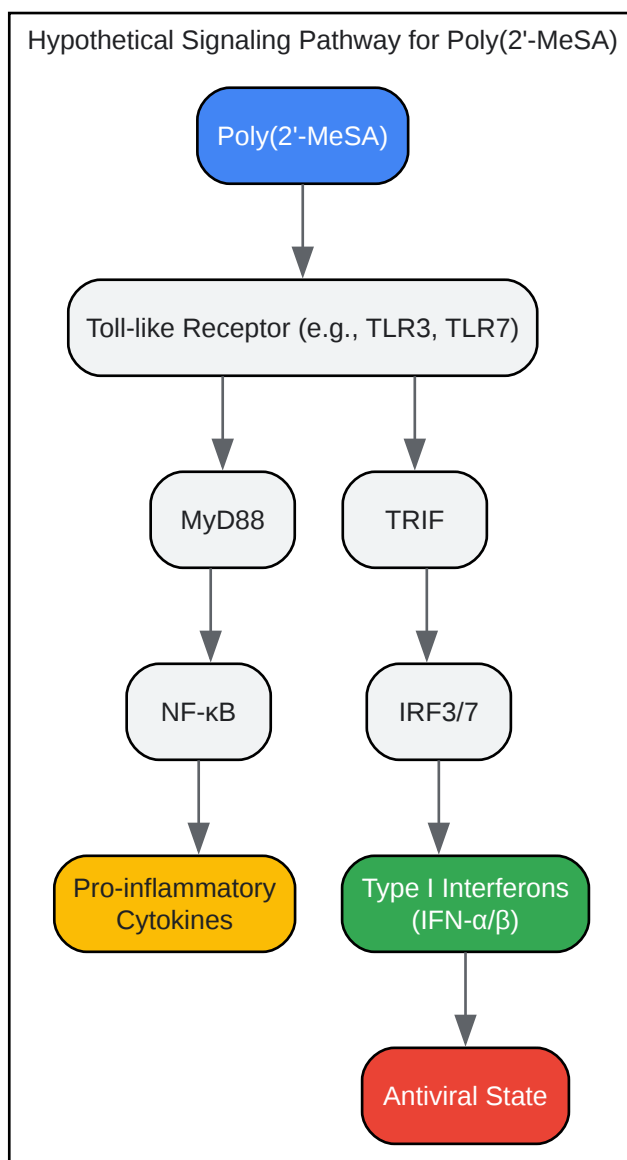 Hypothetical Signaling Pathway for Poly(2'-MeSA)
Poly(2'-MeSA)
Toll-like Receptor (e.g., TLR3, TLR7)
MyD88
TRIF
NF-κB
IRF3/7
Pro-inflammatory
Cytokines
Type I Interferons
(IFN-α/β)
Antiviral State